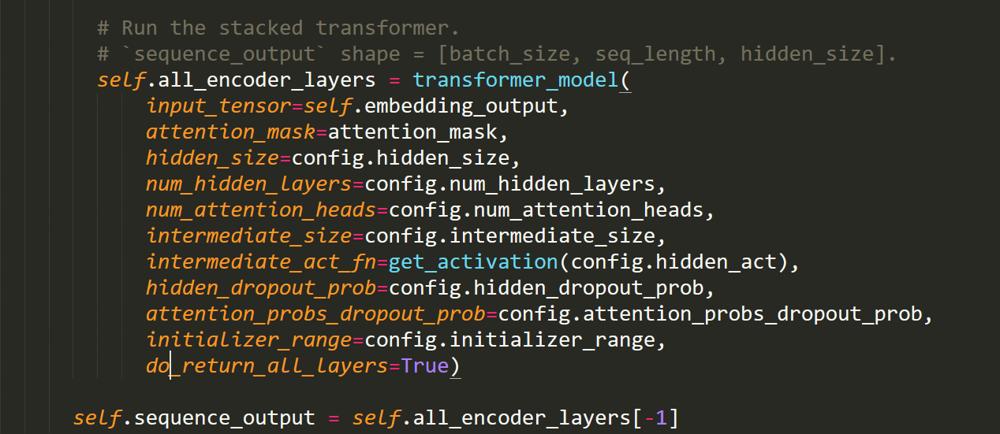 # Run the stacked transformer.
# `sequence_output` shape = [batch_size, seq_length, hidden_size].
self.all_encoder_layers = transformer_model(
input_tensor=self.embedding_output,
attention_mask=attention_mask,
hidden_size=config.hidden_size,
num_hidden_layers=config.num_hidden_layers,
num_attention_heads=config.num_attention_heads,
intermediate_size=config.intermediate_size,
intermediate_act_fn=get_activation(config.hidden_act),
hidden_dropout_prob=config.hidden_dropout_prob,
attention_probs_dropout_prob=config.attention_probs_dropout_prob,
initializer_range=config.initializer_range,
do_return_all_layers=True)
self.sequence_output = self.all_encoder_layers[-1]